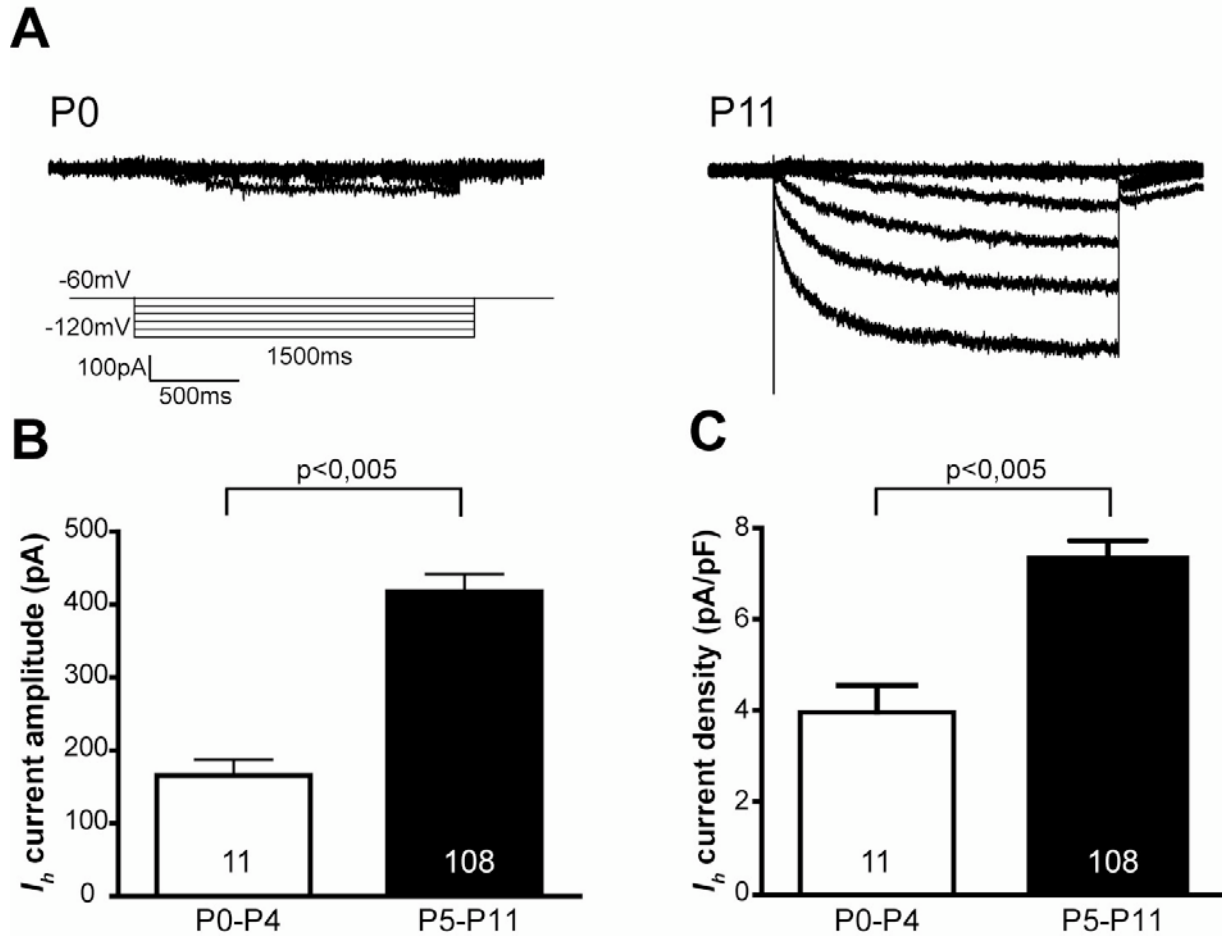 A
P0
P11
-60mV
-120mV
1500ms
100pA
500ms
B
p<0,005
500
400
300
200
100
0
I_h current amplitude (pA)
11
108
P0-P4
P5-P11
C
p<0,005
8
6
4
2
0
I_h current density (pA/pF)
11
108
P0-P4
P5-P11